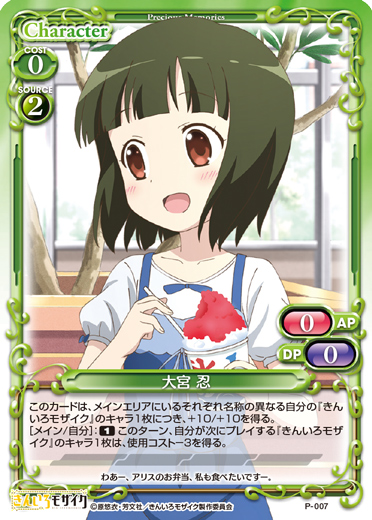 Precious Memories
Character
COST
0
SOURCE
2
0 AP
DP 0
大宮 忍
このカードは、メインエリアにいるそれぞれ名称の異なる自分の『きん
いろモザイク』のキャラ1枚につき、+10/+10を得る。
[メイン/自分]:1 このターン、自分が次にプレイする『きんいろモザ
イク』のキャラ1枚は、使用コスト-3を得る。
わあー、アリスのお弁当、私も食べたいですー。
きんいろモザイク
©原悠衣・芳文社/きんいろモザイク製作委員会
P-007